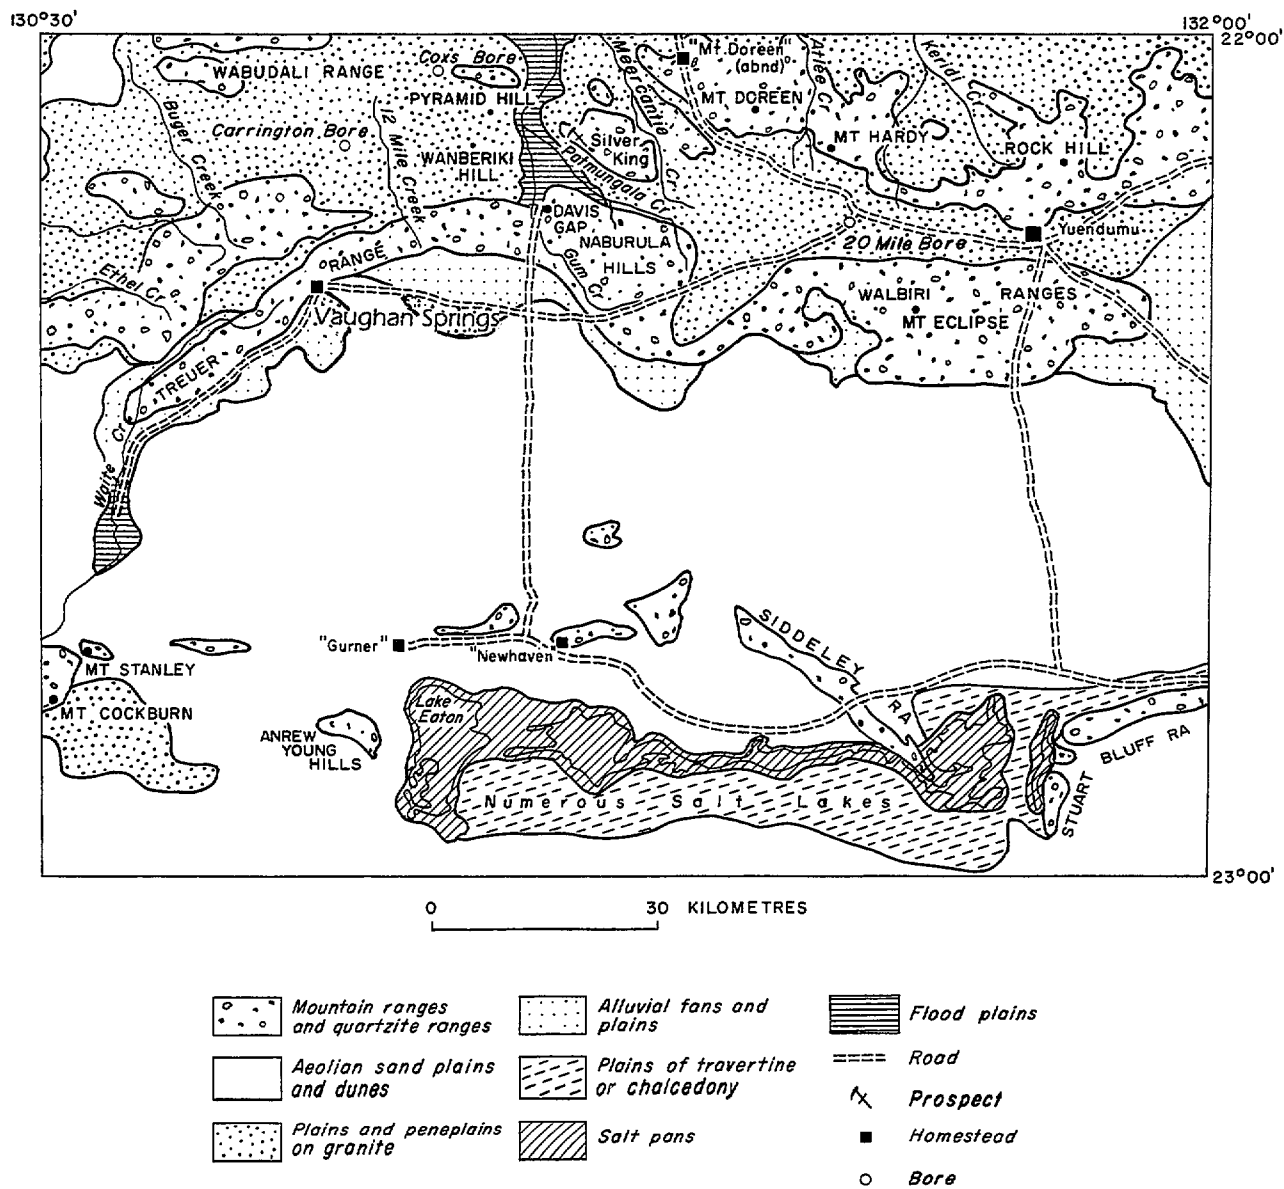 130°30'
132°00'
22°00'
Coxs Bore
WABUDALI RANGE
PYRAMID HILL
Buger Creek
Carrington Bore
12 Mile Creek
WANBERIKI
HILL
"Mt. Doreen"
(abnd)
MT DOREEN
Atlee Cr
Kerial Cr
MT HARDY
ROCK HILL
Silver
King
Patmungala Cr
DAVIS
GAP
NABURULA
HILLS
Gum Cr
20 Mile Bore
Yuendumu
Ethel Cr
RANGE
Vaughan Springs
TREUER
WALBIRI RANGES
MT ECLIPSE
Waite Cr
"Gurner"
"Newhaven"
SIDDELEY RA
MT STANLEY
MT COCKBURN
ANREW
YOUNG
HILLS
Lake
Eaton
Numerous Salt Lakes
STUART BLUFF RA
23°00'
0 30 KILOMETRES
Mountain ranges
and quartzite ranges
Aeolian sand plains
and dunes
Plains and peneplains
on granite
Alluvial fans and
plains
Plains of travertine
or chalcedony
Salt pans
Flood plains
Road
Prospect
Homestead
Bore